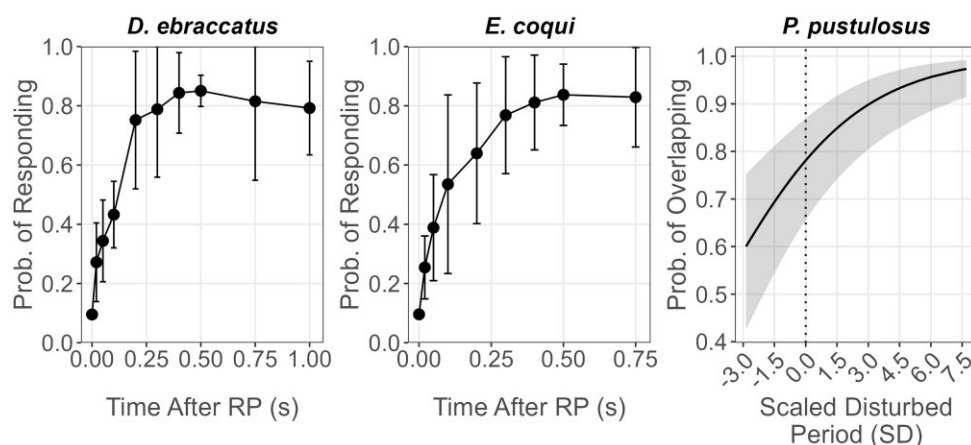 D. ebraccatus
Prob. of Responding
1.0
0.8
0.6
0.4
0.2
0.0
0.00 0.25 0.50 0.75 1.00
Time After RP (s)
E. coqui
Prob. of Responding
1.0
0.8
0.6
0.4
0.2
0.0
0.00 0.25 0.50 0.75
Time After RP (s)
P. pustulosus
Prob. of Overlapping
1.0
0.9
0.8
0.7
0.6
0.5
0.4
-3.0 -1.5 0.0 1.5 3.0 4.5 6.0 7.5
Scaled Disturbed
Period (SD)